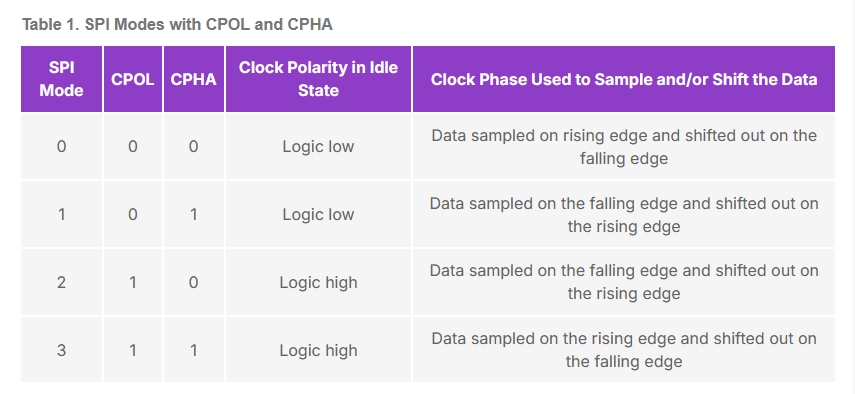 Table 1. SPI Modes with CPOL and CPHA
SPI Mode CPOL CPHA Clock Polarity in Idle State Clock Phase Used to Sample and/or Shift the Data
0 0 0 Logic low Data sampled on rising edge and shifted out on the falling edge
1 0 1 Logic low Data sampled on the falling edge and shifted out on the rising edge
2 1 0 Logic high Data sampled on the falling edge and shifted out on the rising edge
3 1 1 Logic high Data sampled on the rising edge and shifted out on the falling edge